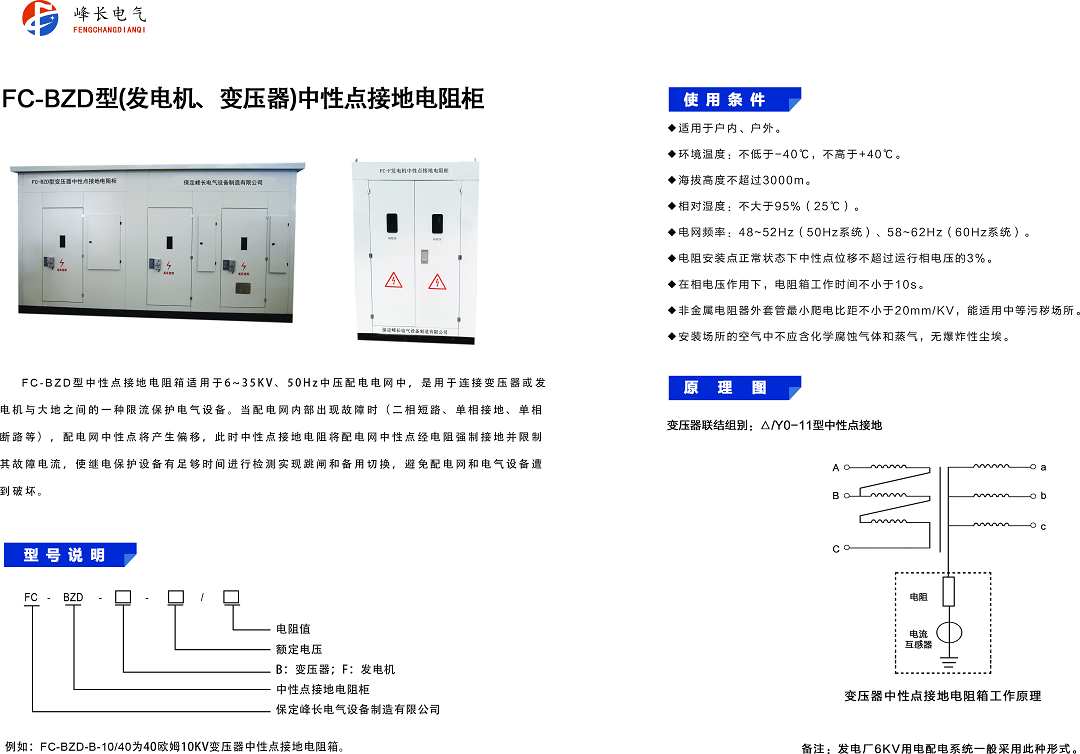 峰长电气
FENGCHANGDIANQI
FC-BZD型(发电机、变压器)中性点接地电阻柜
FC-BZD型变压器中性点接地电阻柜
保定峰长电气设备制造有限公司
FC-F发电机中性点接地电阻柜
保定峰长电气设备制造有限公司
FC-BZD型中性点接地电阻箱适用于6~35KV、50Hz中压配电电网中，是用于连接变压器或发
电机与大地之间的一种限流保护电气设备。当配电网内部出现故障时（二相短路、单相接地、单相
断路等），配电网中性点将产生偏移，此时中性点接地电阻将配电网中性点经电阻强制接地并限制
其故障电流，使继电保护设备有足够时间进行检测实现跳闸和备用切换，避免配电网和电气设备遭
到破坏。
型号说明
FC - BZD - □ - □ / □
电阻值
额定电压
B：变压器；F：发电机
中性点接地电阻柜
保定峰长电气设备制造有限公司
例如：FC-BZD-B-10/40为40欧姆10KV变压器中性点接地电阻箱。
使用条件
◆适用于户内、户外。
◆环境温度：不低于-40℃，不高于+40℃。
◆海拔高度不超过3000m。
◆相对湿度：不大于95%（25℃）。
◆电网频率：48~52Hz（50Hz系统）、58~62Hz（60Hz系统）。
◆电阻安装点正常状态下中性点位移不超过运行相电压的3%。
◆在相电压作用下，电阻箱工作时间不小于10s。
◆非金属电阻器外套管最小爬电比距不小于20mm/KV，能适用中等污秽场所。
◆安装场所的空气中不应含化学腐蚀气体和蒸气，无爆炸性尘埃。
原理图
变压器联结组别：△/Y0-11型中性点接地
A
a
B
b
C
c
电阻
电流
互感器
变压器中性点接地电阻箱工作原理
备注：发电厂6KV用电配电系统一般采用此种形式。